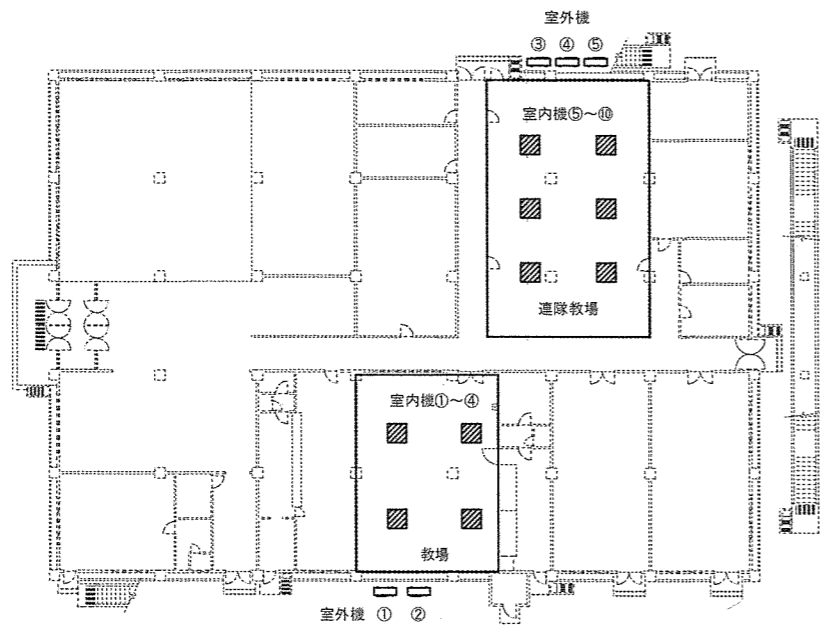 室外機
③ ④ ⑤
室内機⑤～⑩
連隊教場
室内機①～④
教場
室外機 ① ②